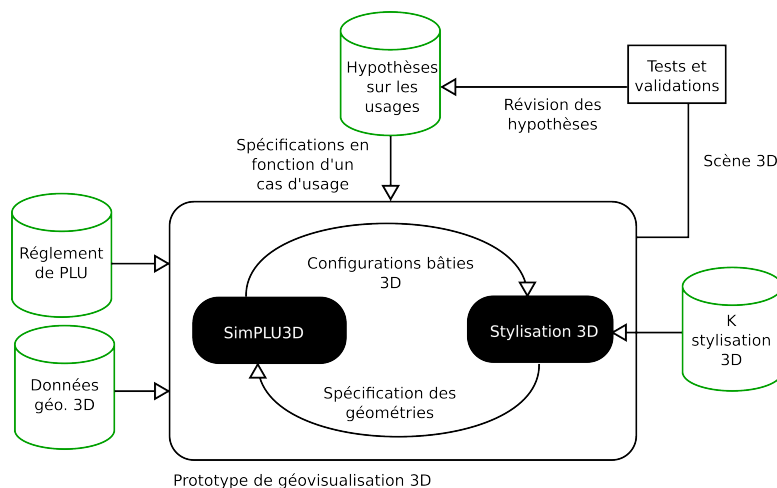 Hypothèses
sur les
usages
Tests et
validations
Révision des
hypothèses
Spécifications en
fonction d'un
cas d'usage
Scène 3D
Réglement
de PLU
Configurations bâties
3D
SimPLU3D
Stylisation 3D
K
stylisation
3D
Données
géo. 3D
Spécification des
géométries
Prototype de géovisualisation 3D